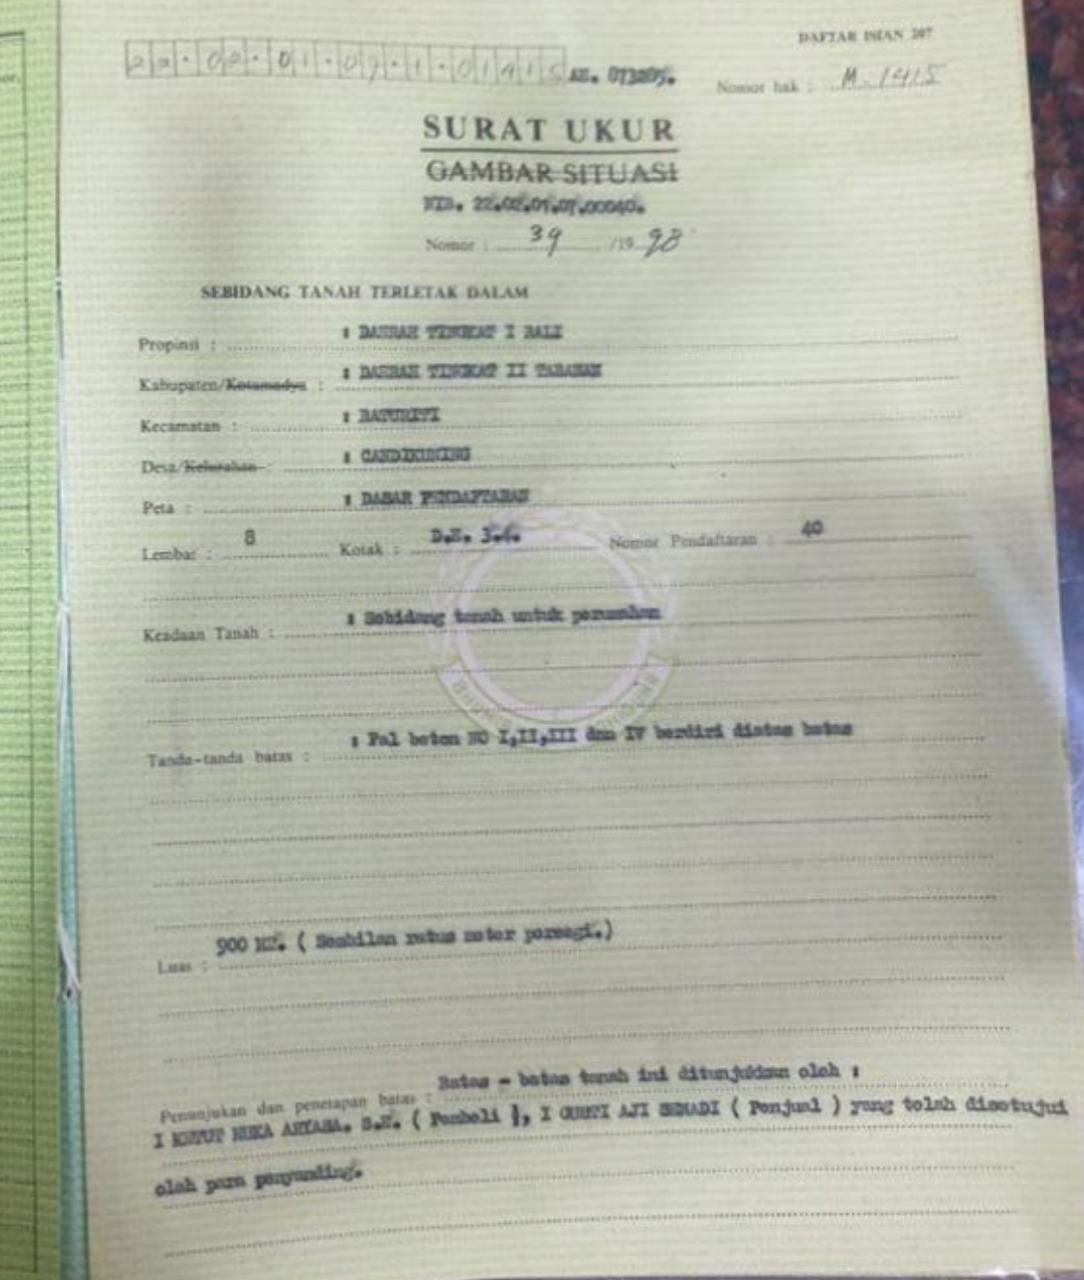 DAFTAR ISIAN 207
22.02.01.07.1.01415 AE. 073205.
Nomor hak : M. 1415
SURAT UKUR
GAMBAR SITUASI
NIB. 22.02.01.07.00040.
Nomor : 39 /19 98
SEBIDANG TANAH TERLETAK DALAM
Propinsi : : DAERAH TINGKAT I BALI
Kabupaten/Kotamadya : : DAERAH TINGKAT II TABANAN
Kecamatan : : BATURITI
Desa/Kelurahan : : CANDIKUNING
Peta : : DASAR PENDAFTARAN
Lembar : 8 Kotak : D.E. 3.4. Nomor Pendaftaran : 40
Keadaan Tanah : : Sebidang tanah untuk perumahan
Tanda-tanda batas : : Pal beton NO I,II,III dan IV berdiri diatas batas
Luas : 900 M2. ( Sembilan ratus meter persegi.)
Penunjukan dan penetapan batas : Batas - batas tanah ini ditunjukkan oleh :
I KETUT NUKA ARTASA. S.E. ( Pembeli ), I GUSTI AJI SEMADI ( Penjual ) yang telah disetujui
oleh para penyanding.